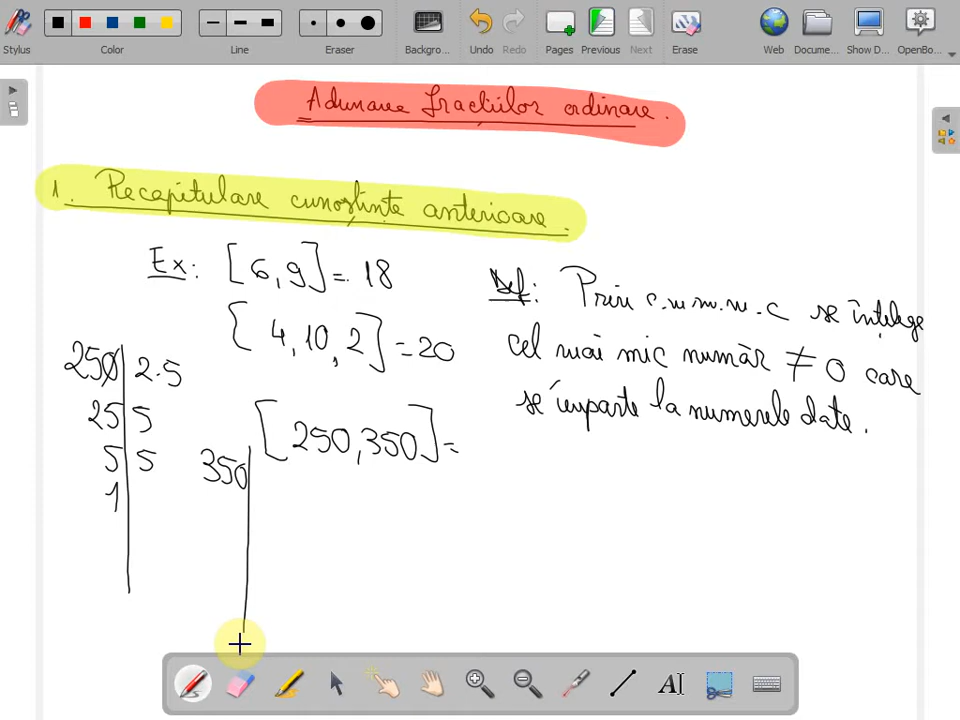 Stylus Color Line Eraser Backgro... Undo Redo Pages Previous Next Erase Web Docume... Show D... OpenBo...
Adunarea fracțiilor ordinare.
1. Recapitulare cunoștințe anterioare.
Ex: [6, 9] = 18
[4, 10, 2] = 20
[250, 350] =
250 | 2·5
25 | 5
5 | 5
1
350
Def: Prin c.m.m.m.c se înțelege
cel mai mic număr ≠ 0 care
se împarte la numerele date.